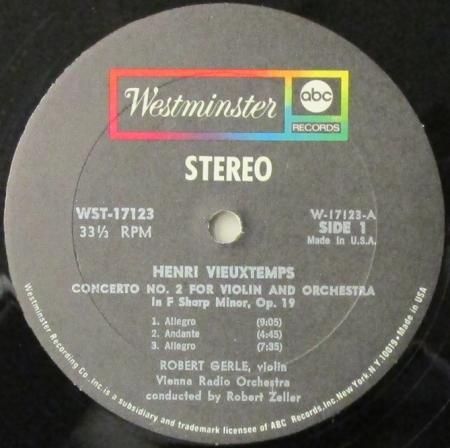 Westminster
abc
RECORDS
STEREO
WST-17123
33⅓ RPM
W-17123-A
SIDE 1
Made in U.S.A.
HENRI VIEUXTEMPS
CONCERTO NO. 2 FOR VIOLIN AND ORCHESTRA
in F Sharp Minor, Op. 19
1. Allegro (9:05)
2. Andante (4:45)
3. Allegro (7:35)
ROBERT GERLE, violin
Vienna Radio Orchestra
conducted by Robert Zeller
Westminster Recording Co., Inc. is a subsidiary and trademark licensee of ABC Records, Inc. New York, N.Y. 10019 • Made in USA